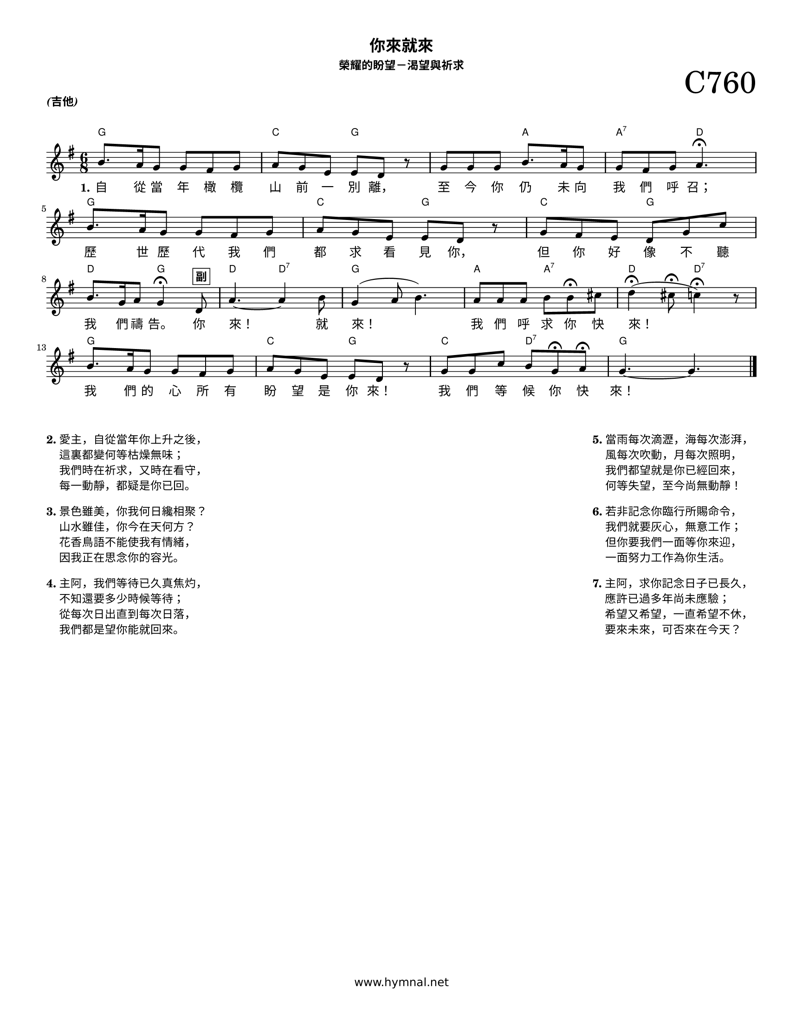 你來就來
榮耀的盼望－渴望與祈求
C760
(吉他)
G C G A A7 D
1. 自 從當 年 橄 欖 山 前 一 別 離， 至 今 你 仍 未向 我 們 呼 召；
5 G C G C G
歷 世歷 代 我 們 都 求 看 見 你， 但 你 好 像 不 聽
8 D G 副 D D7 G A A7 D D7
我 們禱告。 你 來！ 就 來！ 我 們 呼 求 你 快 來！
13 G C G C D7 G
我 們的 心 所 有 盼 望 是 你 來！ 我 們 等 候 你 快 來！
2. 愛主，自從當年你上升之後，
這裏都變何等枯燥無味；
我們時在祈求，又時在看守，
每一動靜，都疑是你已回。
3. 景色雖美，你我何日纔相聚？
山水雖佳，你今在天何方？
花香鳥語不能使我有情緒，
因我正在思念你的容光。
4. 主阿，我們等待已久真焦灼，
不知還要多少時候等待；
從每次日出直到每次日落，
我們都是望你能就回來。
5. 當雨每次滴瀝，海每次澎湃，
風每次吹動，月每次照明，
我們都望就是你已經回來，
何等失望，至今尚無動靜！
6. 若非記念你臨行所賜命令，
我們就要灰心，無意工作；
但你要我們一面等你來迎，
一面努力工作為你生活。
7. 主阿，求你記念日子已長久，
應許已過多年尚未應驗；
希望又希望，一直希望不休，
要來未來，可否來在今天？
www.hymnal.net